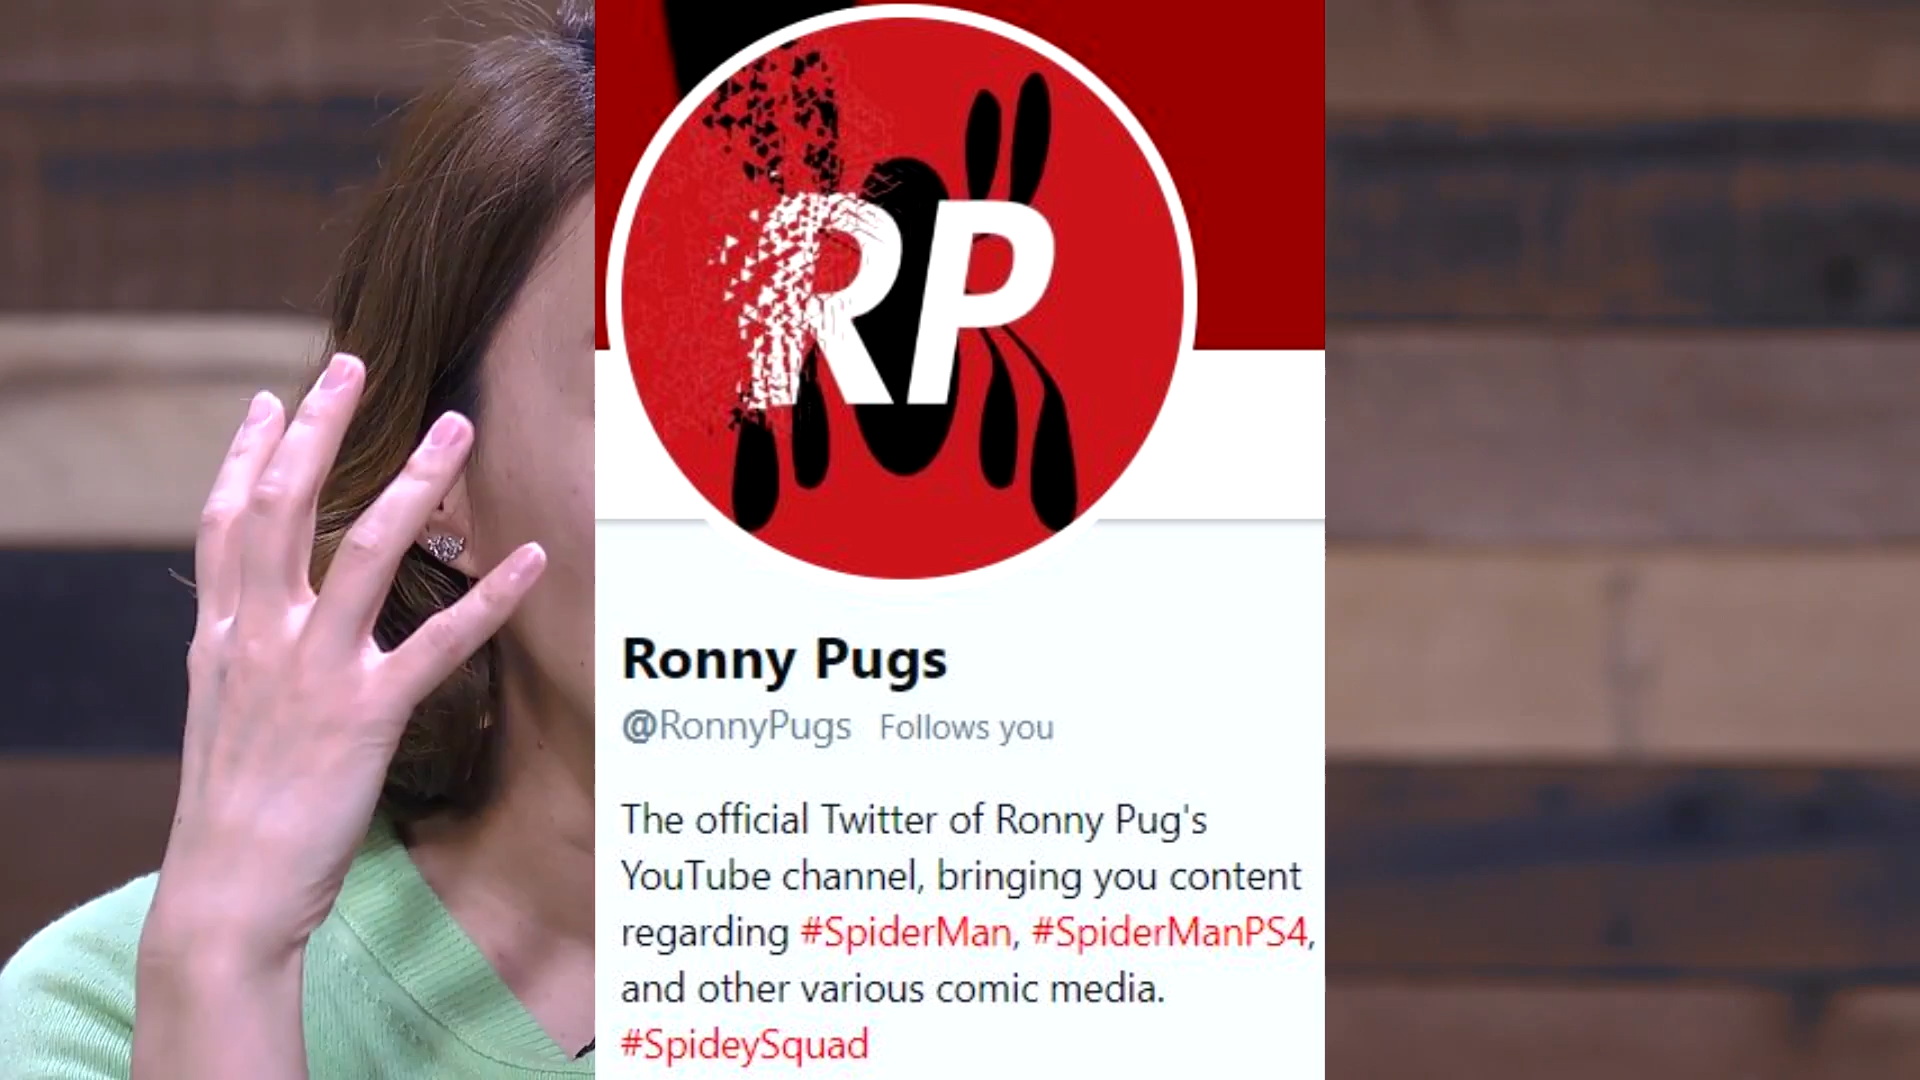 RP
Ronny Pugs
@RonnyPugs Follows you
The official Twitter of Ronny Pug's
YouTube channel, bringing you content
regarding #SpiderMan, #SpiderManPS4,
and other various comic media.
#SpideySquad